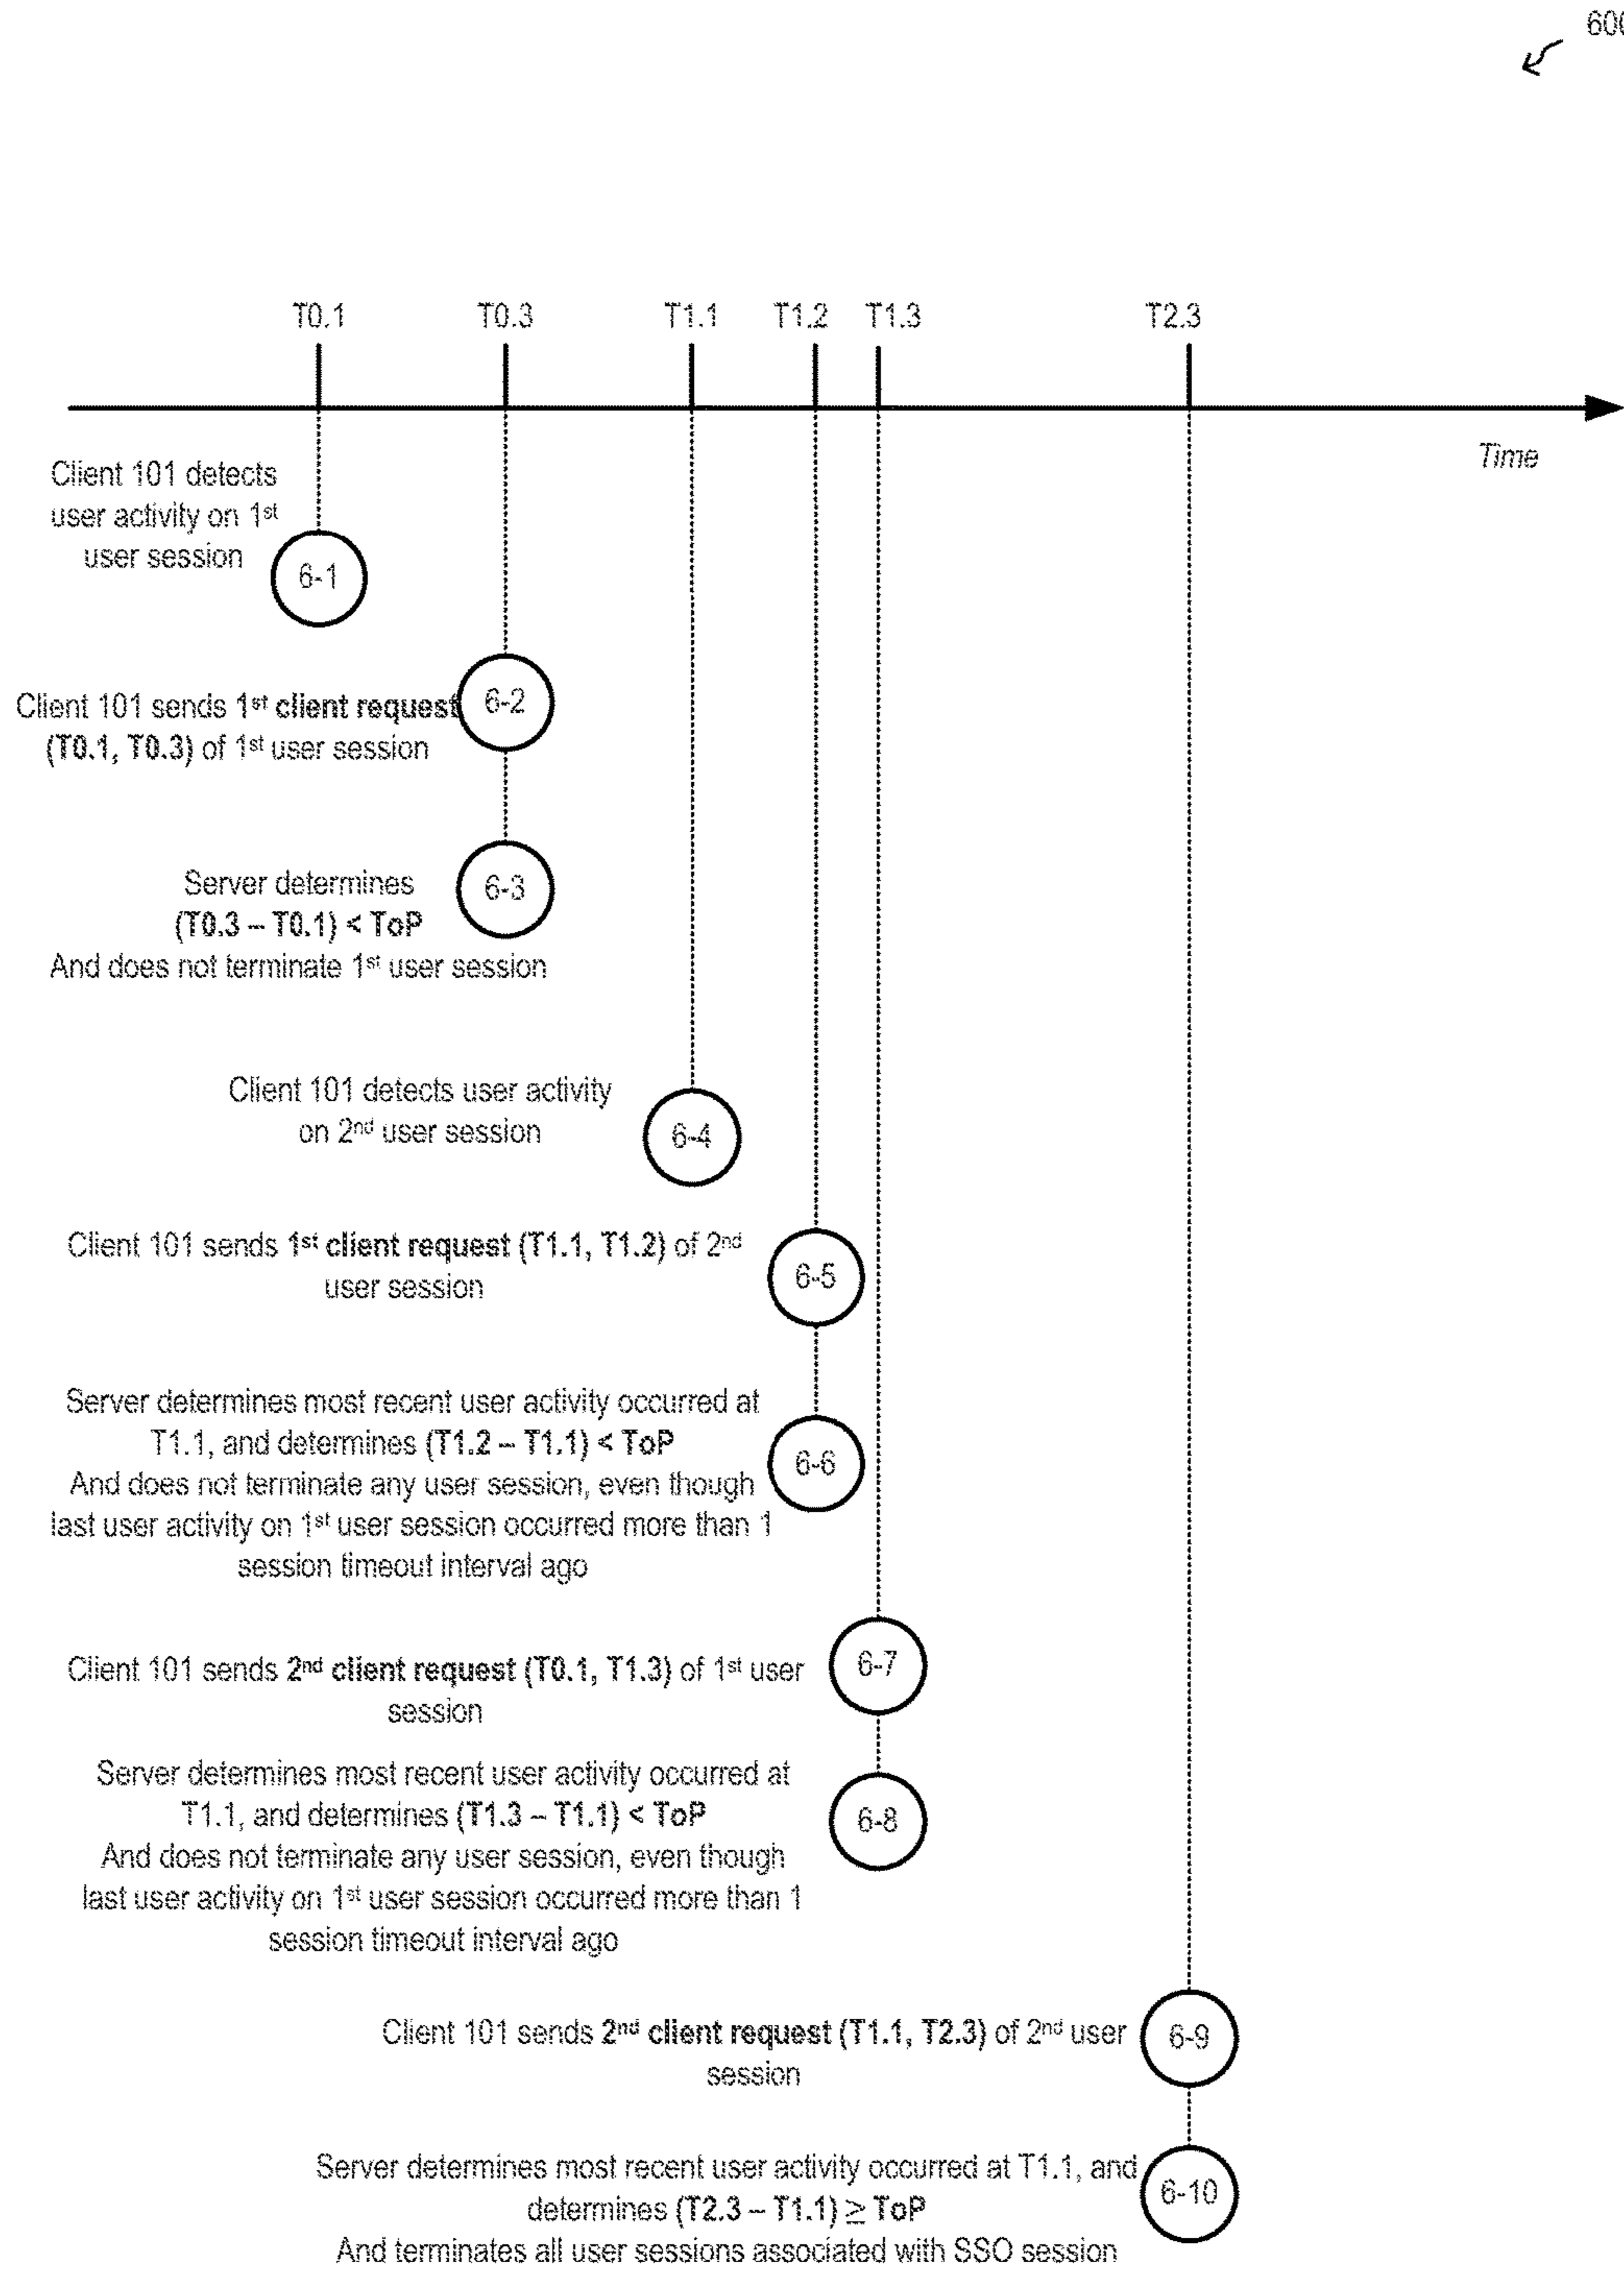 600
T0.1 T0.3 T1.1 T1.2 T1.3 T2.3
Time
Client 101 detects
user activity on 1st
user session
6-1
Client 101 sends 1st client request
(T0.1, T0.3) of 1st user session
6-2
Server determines
(T0.3 – T0.1) < ToP
And does not terminate 1st user session
6-3
Client 101 detects user activity
on 2nd user session
6-4
Client 101 sends 1st client request (T1.1, T1.2) of 2nd
user session
6-5
Server determines most recent user activity occurred at
T1.1, and determines (T1.2 – T1.1) < ToP
And does not terminate any user session, even though
last user activity on 1st user session occurred more than 1
session timeout interval ago
6-6
Client 101 sends 2nd client request (T0.1, T1.3) of 1st user
session
6-7
Server determines most recent user activity occurred at
T1.1, and determines (T1.3 – T1.1) < ToP
And does not terminate any user session, even though
last user activity on 1st user session occurred more than 1
session timeout interval ago
6-8
Client 101 sends 2nd client request (T1.1, T2.3) of 2nd user
session
6-9
Server determines most recent user activity occurred at T1.1, and
determines (T2.3 – T1.1) ≥ ToP
And terminates all user sessions associated with SSO session
6-10